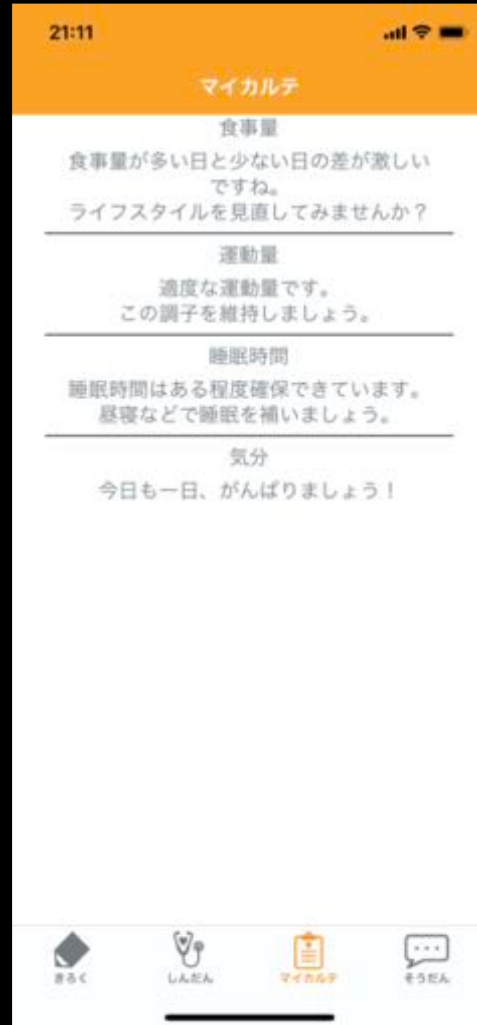 21:11
マイカルテ
食事量
食事量が多い日と少ない日の差が激しい
ですね。
ライフスタイルを見直してみませんか？
運動量
適度な運動量です。
この調子を維持しましょう。
睡眠時間
睡眠時間はある程度確保できています。
昼寝などで睡眠を補いましょう。
気分
今日も一日、がんばりましょう！
きろく
しんだん
マイカルテ
そうだん